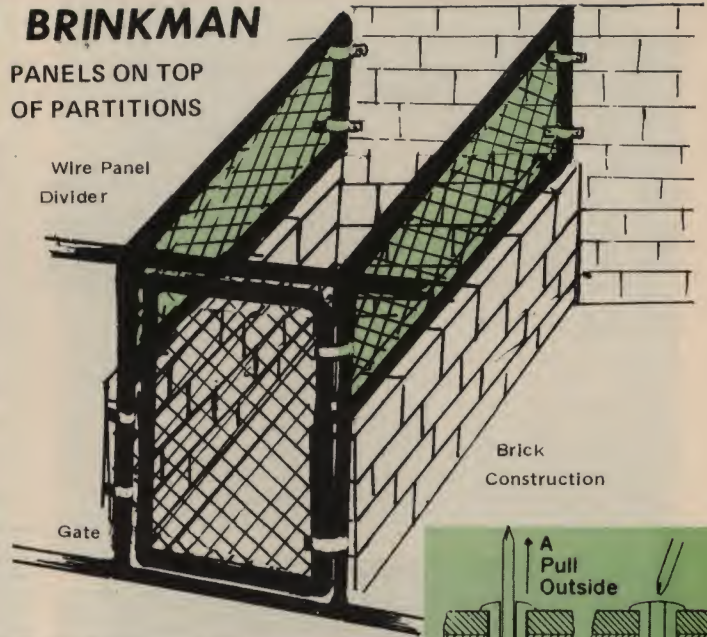 BRINKMAN
PANELS ON TOP
OF PARTITIONS
Wire Panel
Divider
Brick
Construction
Gate
A
Pull
Outside